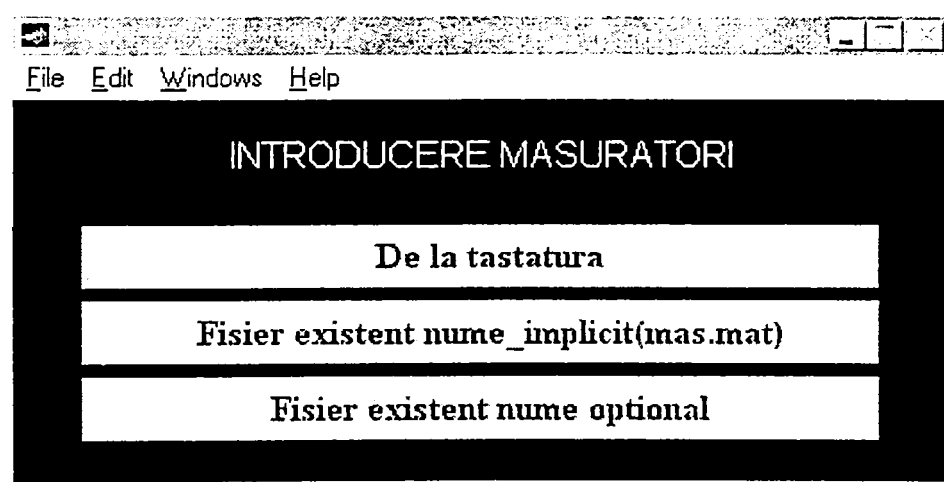 File Edit Windows Help
INTRODUCERE MASURATORI
De la tastatura
Fisier existent nume_implicit(mas.mat)
Fisier existent nume optional